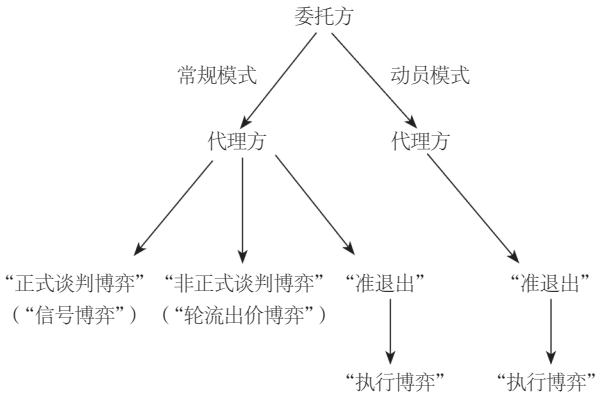 委托方
常规模式 动员模式
代理方 代理方
“正式谈判博弈” “非正式谈判博弈” “准退出” “准退出”
（“信号博弈”） （“轮流出价博弈”）
“执行博弈” “执行博弈”